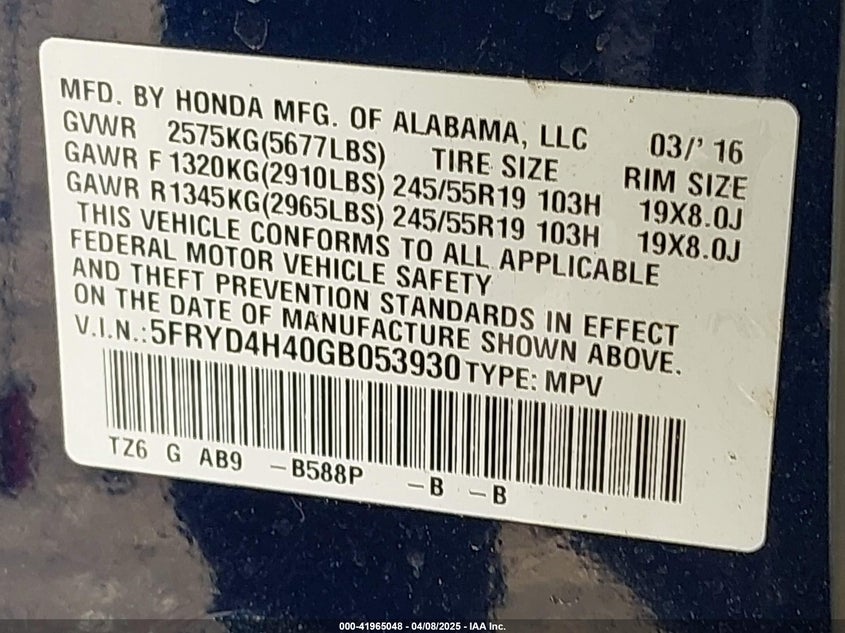 MFD. BY HONDA MFG. OF ALABAMA, LLC 03/' 16
GVWR 2575KG(5677LBS) TIRE SIZE RIM SIZE
GAWR F 1320KG(2910LBS) 245/55R19 103H 19X8.0J
GAWR R1345KG(2965LBS) 245/55R19 103H 19X8.0J
THIS VEHICLE CONFORMS TO ALL APPLICABLE
FEDERAL MOTOR VEHICLE SAFETY
AND THEFT PREVENTION STANDARDS IN EFFECT
ON THE DATE OF MANUFACTURE SHOWN ABOVE.
V.I.N.:5FRYD4H40GB053930 TYPE: MPV
TZ6 G AB9 -B588P -B -B
000-41965048 - 04/08/2025 - IAA Inc.